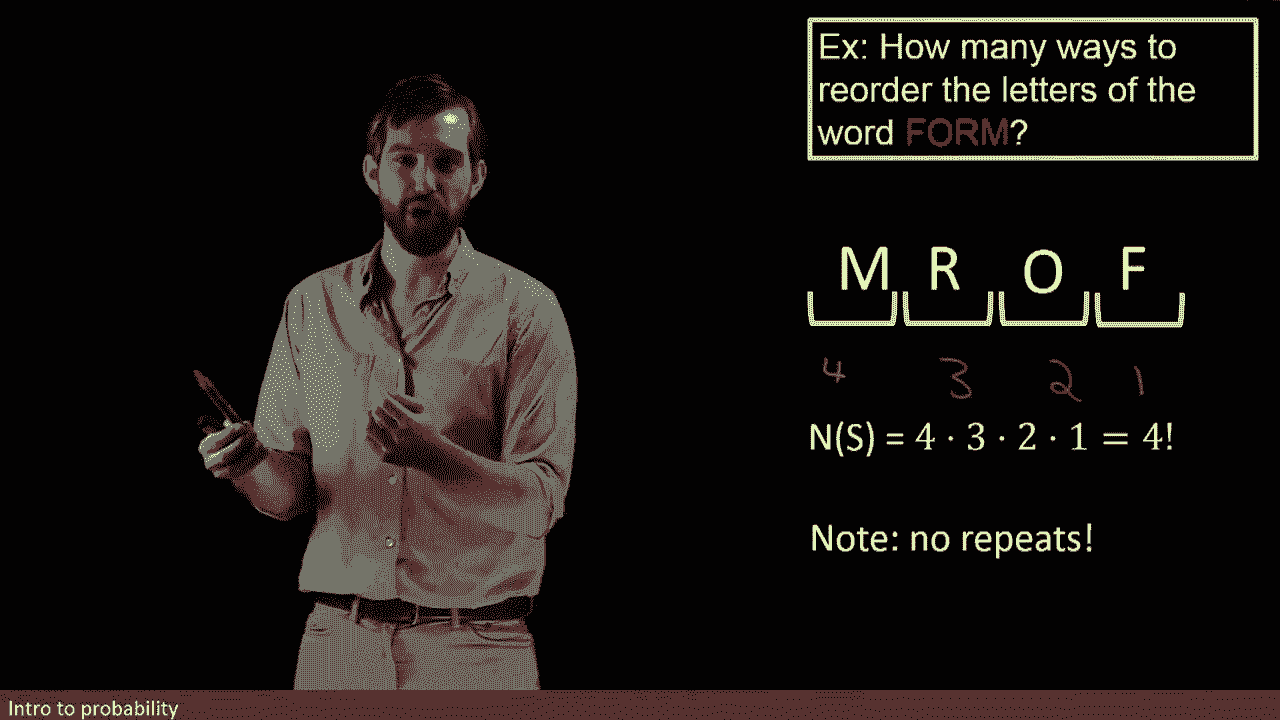 Ex: How many ways to
reorder the letters of the
word FORM?
M R O F
4 3 2 1
N(S) = 4 · 3 · 2 · 1 = 4!
Note: no repeats!
Intro to probability